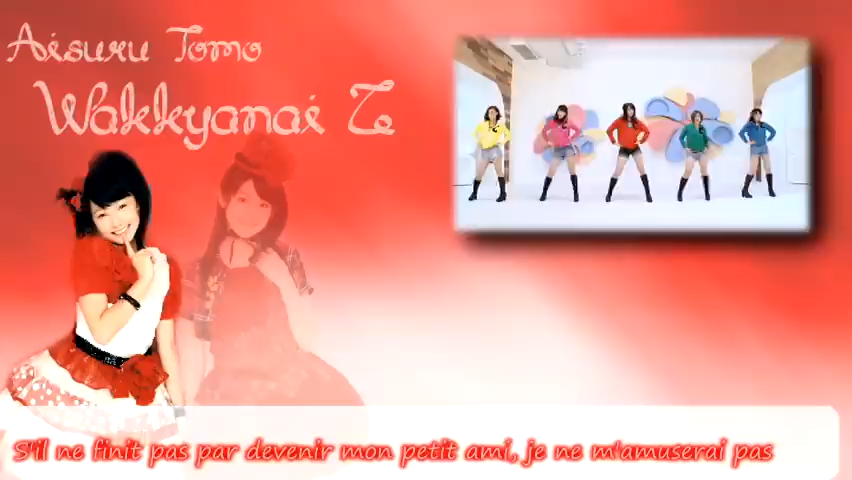 Aisuru Tomo
Wakkyanai Z
S'il ne finit pas par devenir mon petit ami, je ne m'amuserai pas